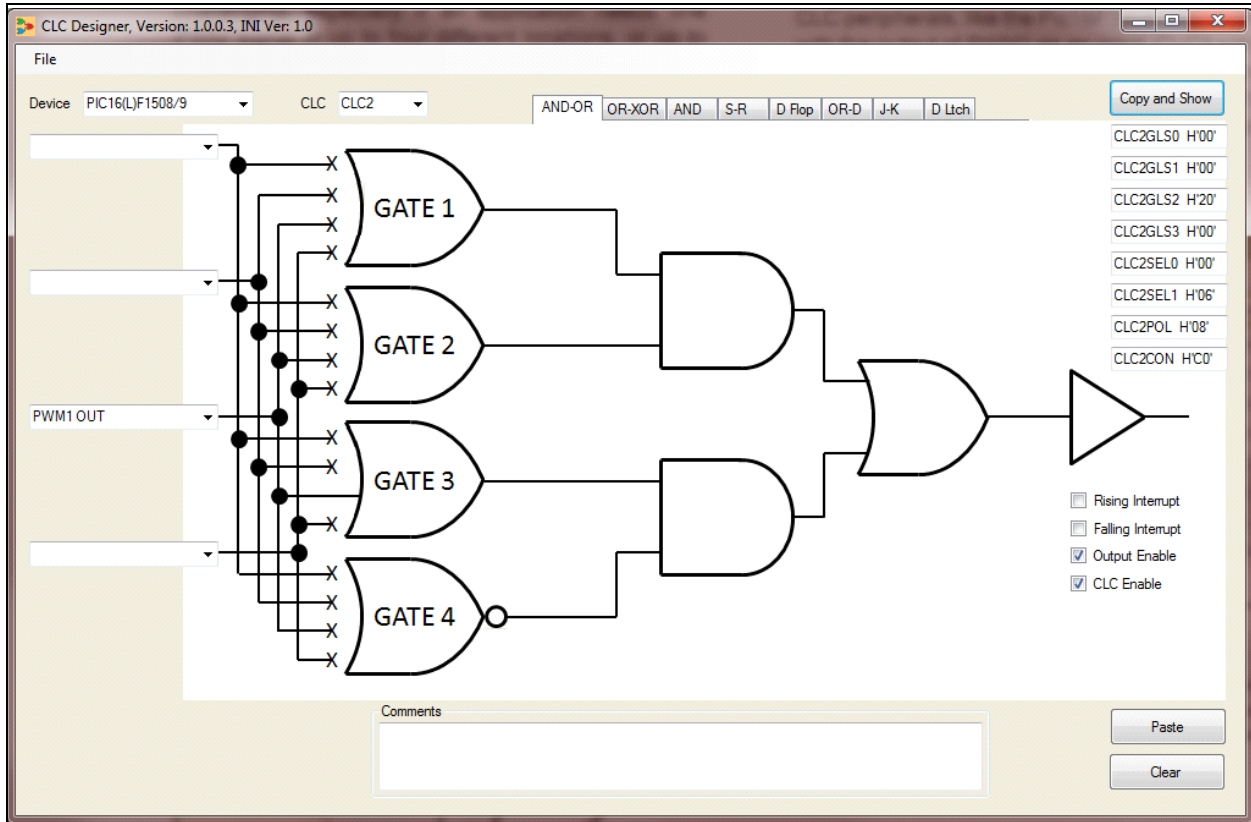 CLC Designer, Version: 1.0.0.3, INI Ver: 1.0
File
Device PIC16(L)F1508/9 CLC CLC2
AND-OR OR-XOR AND S-R D Flop OR-D J-K D Ltch
Copy and Show
CLC2GLS0 H'00'
CLC2GLS1 H'00'
CLC2GLS2 H'20'
CLC2GLS3 H'00'
CLC2SEL0 H'00'
CLC2SEL1 H'06'
CLC2POL H'08'
CLC2CON H'C0'
X
X
GATE 1
X
X
X
X
GATE 2
X
X
PWM1 OUT
X
X
GATE 3
X
X
X
GATE 4
X
X
Rising Interrupt
Falling Interrupt
Output Enable
CLC Enable
Comments
Paste
Clear